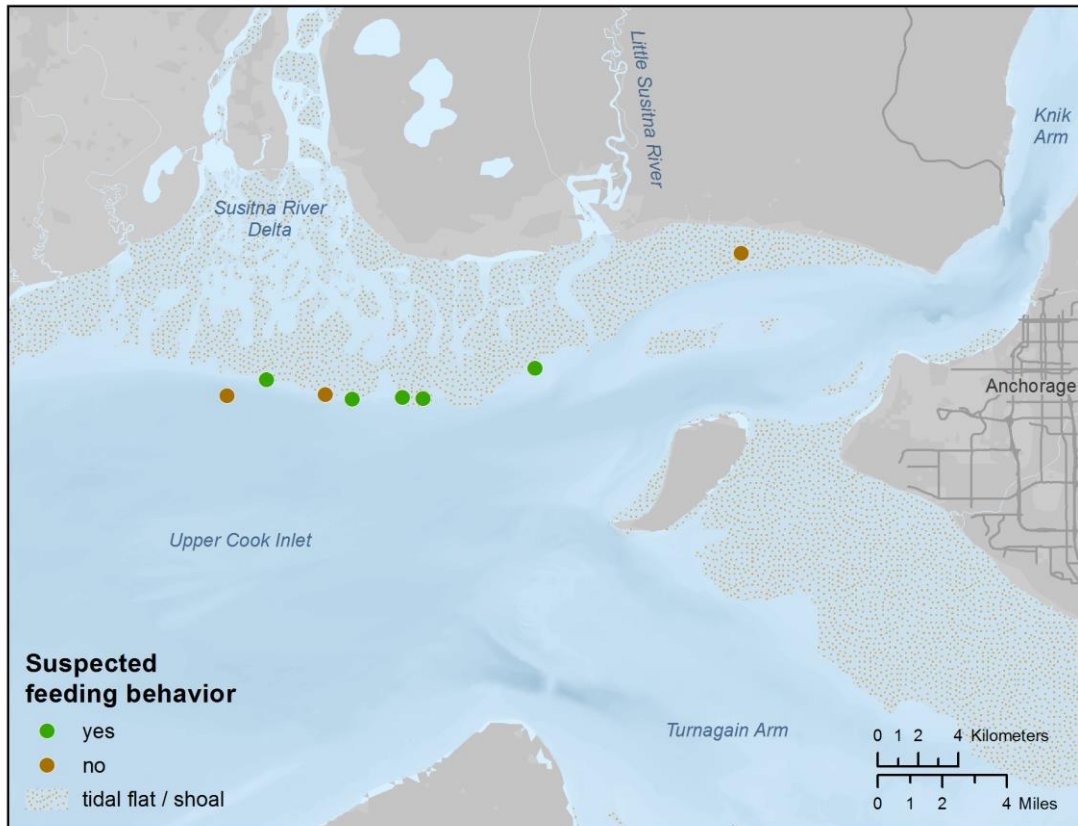 Little Susitna River
Knik
Arm
Susitna River
Delta
Anchorage
Upper Cook Inlet
Suspected
feeding behavior
yes
no
tidal flat / shoal
Turnagain Arm
0 1 2 4 Kilometers
0 1 2 4 Miles